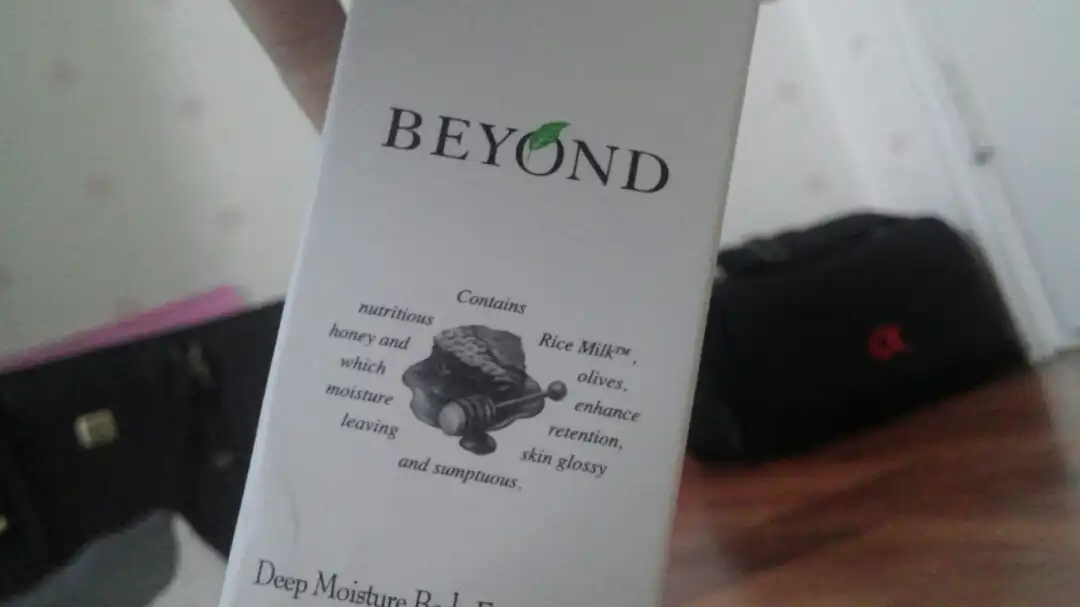 BEYOND
Contains
nutritious Rice Milk™,
honey and olives,
which enhance
moisture retention,
leaving skin glossy
and sumptuous.
Deep Moisture